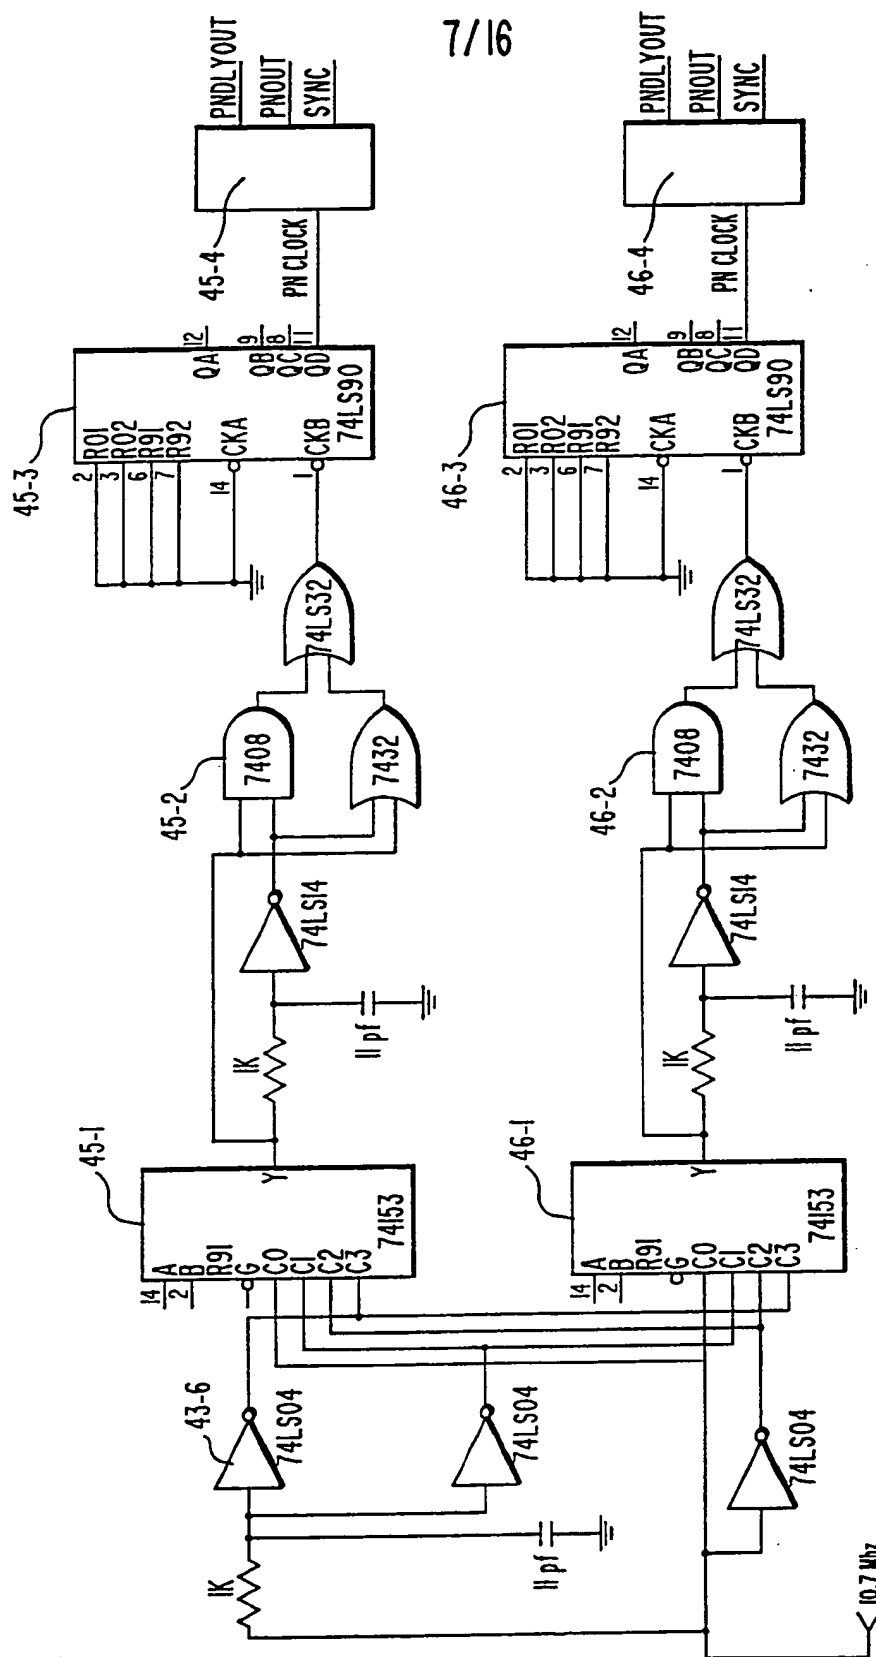 7/16
PNDLYOUT
PNOUT
SYNC
45-4
PN CLOCK
45-3
2 R01
3 R02
6 R91
7 R92
14 CKA
1 CKB
QA 12
QB 9
QC 8
QD 11
74LS90
74LS32
45-2
7408
7432
74LS14
1K
11 pf
45-1
Y
14 A
2 B
R91
G
C0
C1
C2
C3
74153
43-6
74LS04
74LS04
1K
11 pf
PNDLYOUT
PNOUT
SYNC
46-4
PN CLOCK
46-3
2 R01
3 R02
6 R91
7 R92
14 CKA
1 CKB
QA 12
QB 9
QC 8
QD 11
74LS90
74LS32
46-2
7408
7432
74LS14
1K
11 pf
46-1
Y
14 A
2 B
R91
G
C0
C1
C2
C3
74153
74LS04
10.7 Mhz